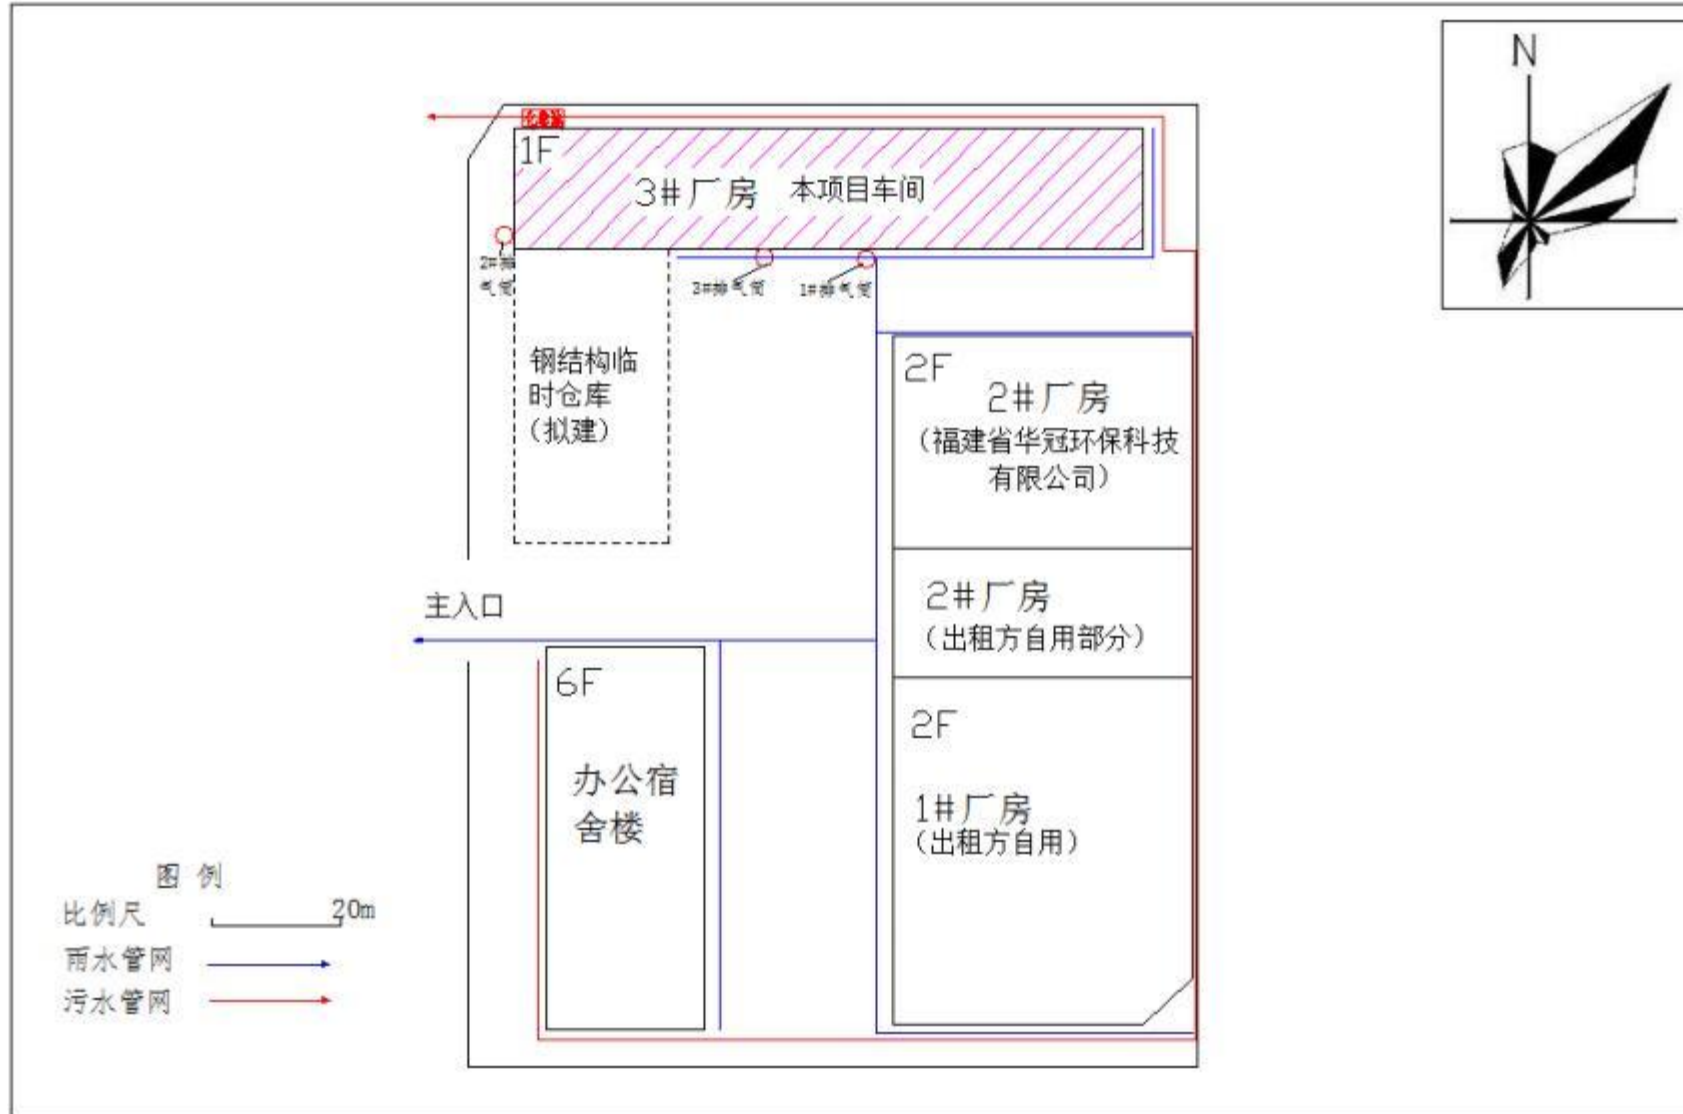 N
1F
3#厂房 本项目车间
2#排
气筒
3#排气筒
1#排气筒
钢结构临
时仓库
(拟建)
2F
2#厂房
(福建省华冠环保科技
有限公司)
2#厂房
(出租方自用部分)
主入口
6F
办公宿
舍楼
2F
1#厂房
(出租方自用)
图 例
比例尺 20m
雨水管网
污水管网